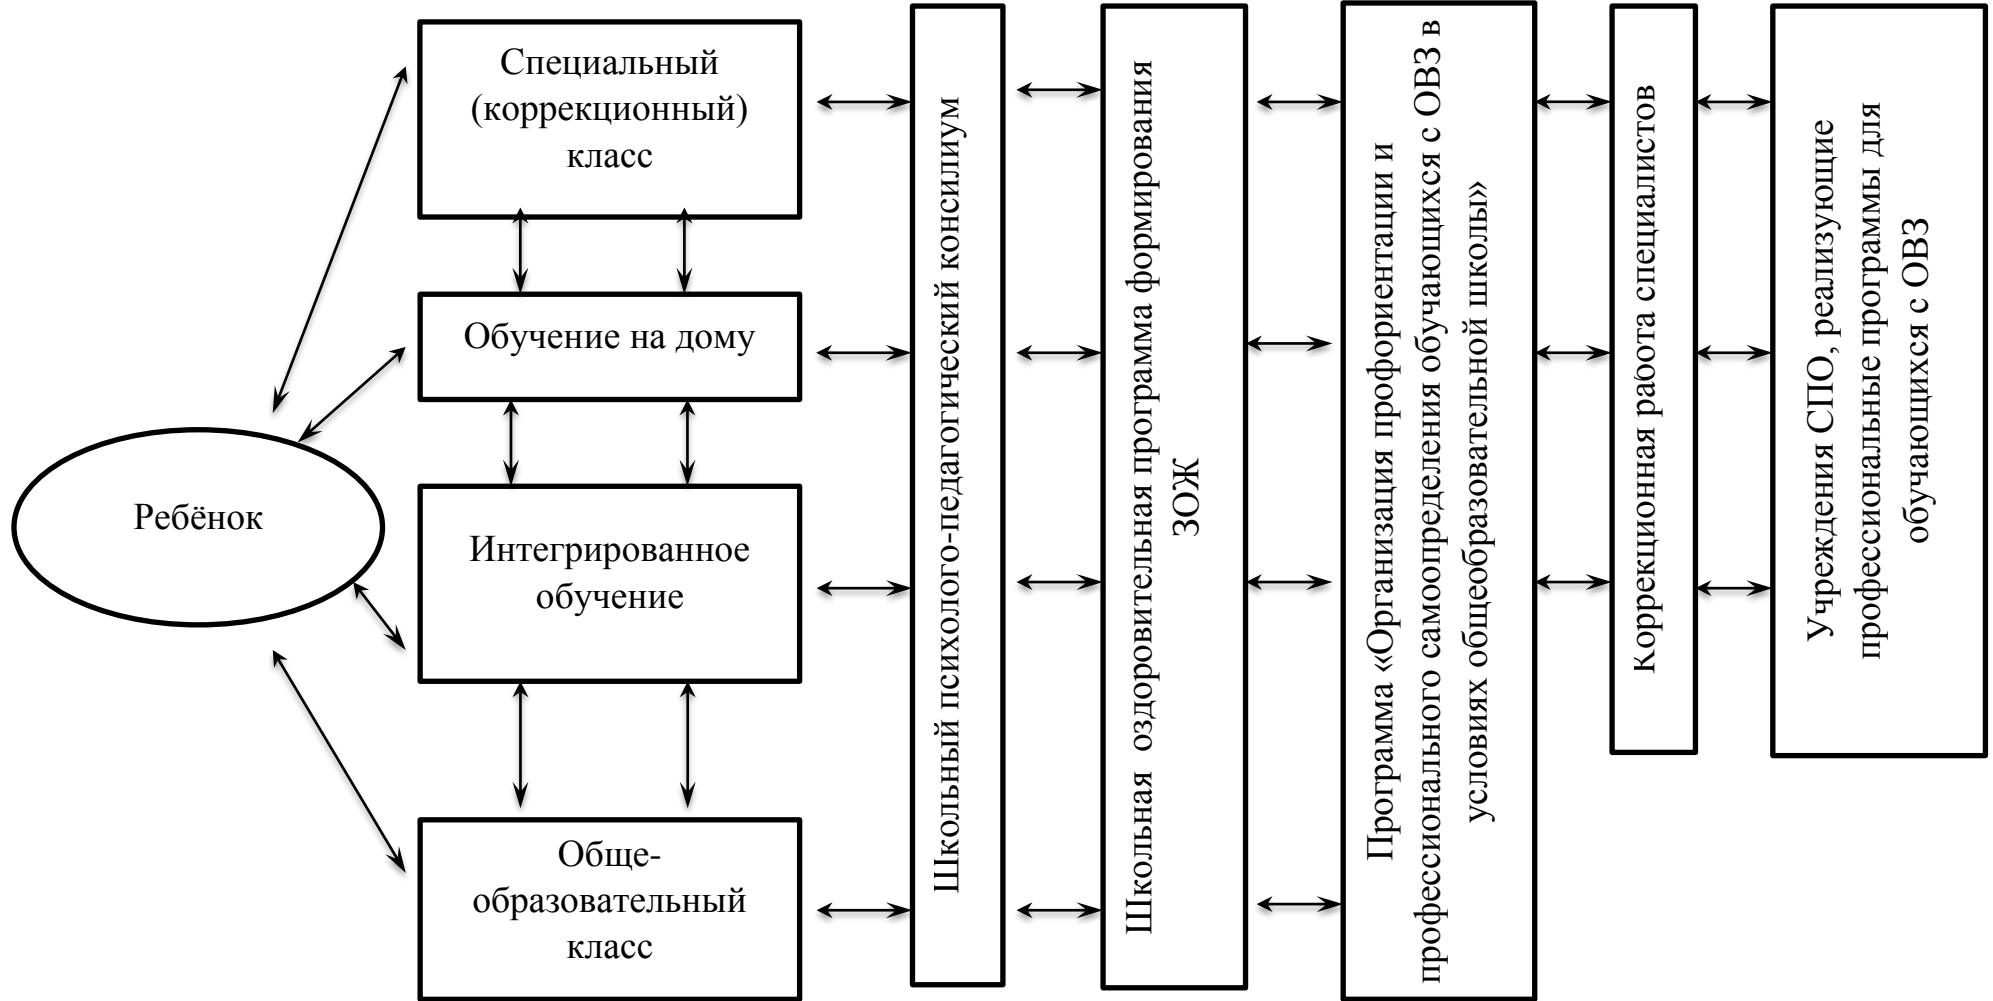 Специальный
(коррекционный)
класс
Обучение на дому
Ребёнок
Интегрированное
обучение
Обще-
образовательный
класс
Школьный психолого-педагогический консилиум
Школьная оздоровительная программа формирования
ЗОЖ
Программа «Организация профориентации и
профессионального самоопределения обучающихся с ОВЗ в
условиях общеобразовательной школы»
Коррекционная работа специалистов
Учреждения СПО, реализующие
профессиональные программы для
обучающихся с ОВЗ